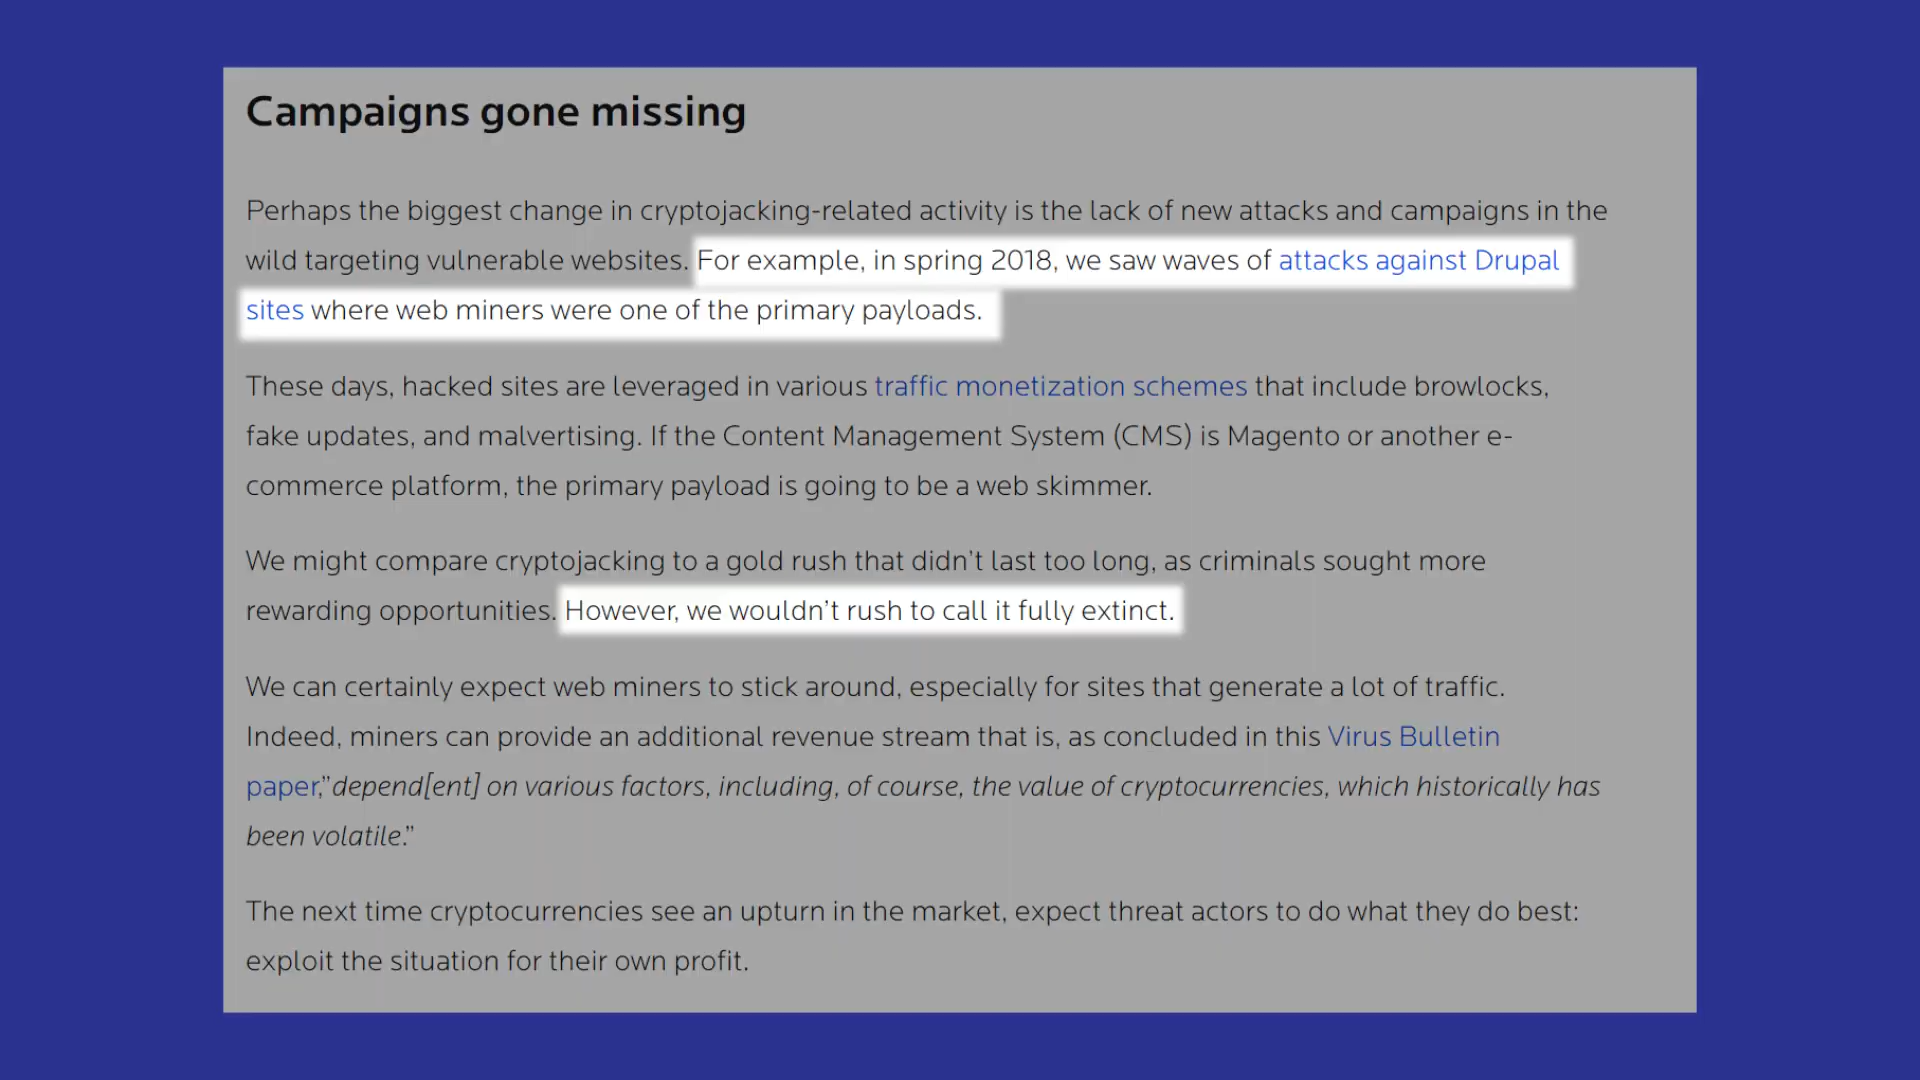 Campaigns gone missing
Perhaps the biggest change in cryptojacking-related activity is the lack of new attacks and campaigns in the
wild targeting vulnerable websites. For example, in spring 2018, we saw waves of attacks against Drupal
sites where web miners were one of the primary payloads.
These days, hacked sites are leveraged in various traffic monetization schemes that include browlocks,
fake updates, and malvertising. If the Content Management System (CMS) is Magento or another e-
commerce platform, the primary payload is going to be a web skimmer.
We might compare cryptojacking to a gold rush that didn’t last too long, as criminals sought more
rewarding opportunities. However, we wouldn’t rush to call it fully extinct.
We can certainly expect web miners to stick around, especially for sites that generate a lot of traffic.
Indeed, miners can provide an additional revenue stream that is, as concluded in this Virus Bulletin
paper,” depend[ent] on various factors, including, of course, the value of cryptocurrencies, which historically has
been volatile.”
The next time cryptocurrencies see an upturn in the market, expect threat actors to do what they do best:
exploit the situation for their own profit.